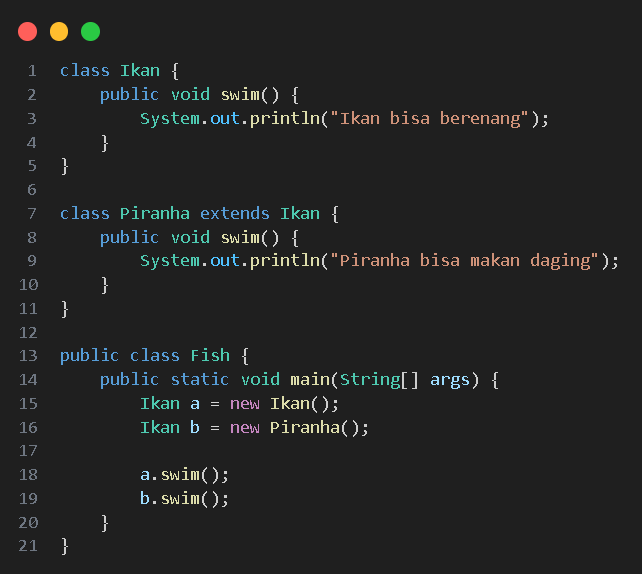 1 class Ikan {
2     public void swim() {
3         System.out.println("Ikan bisa berenang");
4     }
5 }
6
7 class Piranha extends Ikan {
8     public void swim() {
9         System.out.println("Piranha bisa makan daging");
10     }
11 }
12
13 public class Fish {
14     public static void main(String[] args) {
15         Ikan a = new Ikan();
16         Ikan b = new Piranha();
17
18         a.swim();
19         b.swim();
20     }
21 }